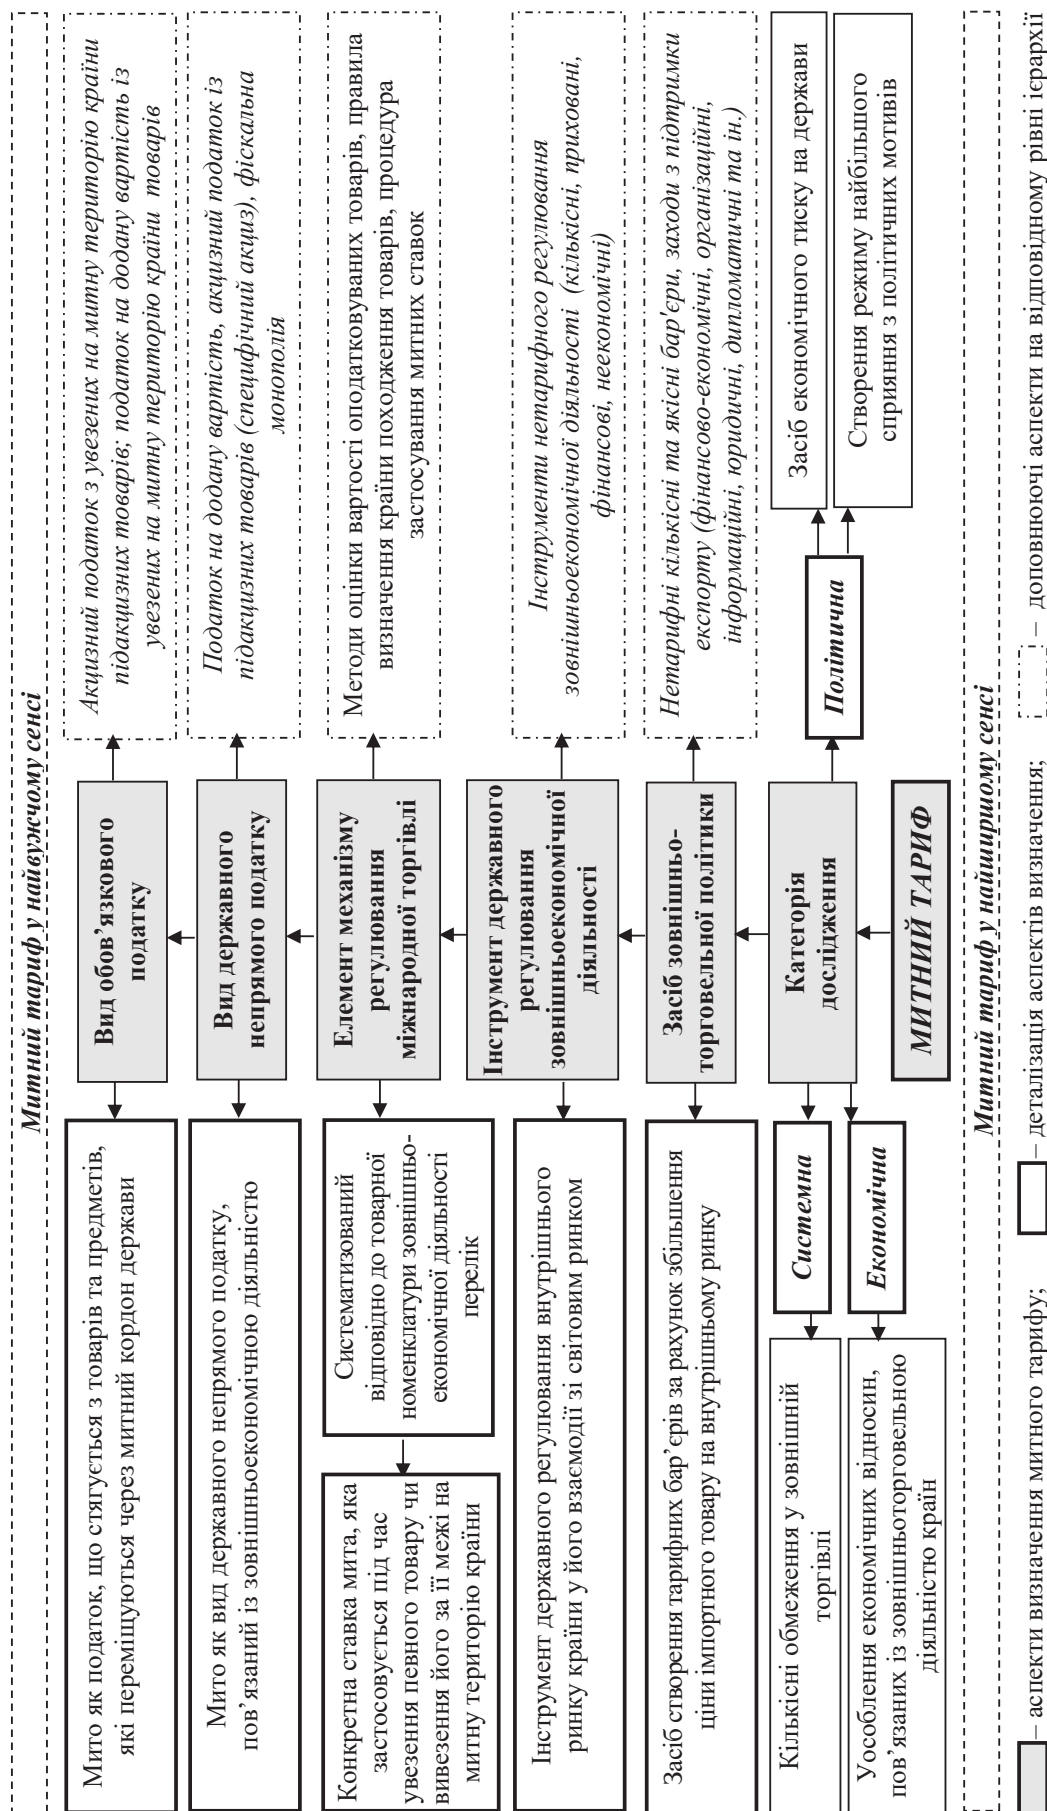 Митний тариф у найвужчому сенсі
Мито як податок, що стягується з товарів та предметів,
які переміщуються через митний кордон держави
Вид обов’язкового
податку
Акцизний податок з увезених на митну територію країни
підакцизних товарів; податок на додану вартість із
увезених на митну територію країни товарів
Мито як вид державного непрямого податку,
пов’язаний із зовнішньоекономічною діяльністю
Вид державного
непрямого податку
Податок на додану вартість, акцизний податок із
підакцизних товарів (специфічний акциз), фіскальна
монополія
Конкретна ставка мита, яка
застосовується під час
увезення певного товару чи
вивезення його за її межі на
митну територію країни
Систематизований
відповідно до товарної
номенклатури зовнішньо-
економічної діяльності
перелік
Елемент механізму
регулювання
міжнародної торгівлі
Методи оцінки вартості оподатковуваних товарів, правила
визначення країни походження товарів, процедура
застосування митних ставок
Інструмент державного регулювання внутрішнього
ринку країни у його взаємодії зі світовим ринком
Інструмент державного
регулювання
зовнішньоекономічної
діяльності
Інструменти нетарифного регулювання
зовнішньоекономічної діяльності (кількісні, приховані,
фінансові, неекономічні)
Засіб створення тарифних бар’єрів за рахунок збільшення
ціни імпортного товару на внутрішньому ринку
Засіб зовнішньо-
торговельної політики
Нетарифні кількісні та якісні бар'єри, заходи з підтримки
експорту (фінансово-економічні, організаційні,
інформаційні, юридичні, дипломатичні та ін.)
Кількісні обмеження у зовнішній
торгівлі
Системна
Категорія
дослідження
Політична
Засіб економічного тиску на держави
Створення режиму найбільшого
сприяння з політичних мотивів
Уособлення економічних відносин,
пов’язаних із зовнішньоторговельною
діяльністю країн
Економічна
МИТНИЙ ТАРИФ
Митний тариф у найширшому сенсі
– аспекти визначення митного тарифу; – деталізація аспектів визначення; – доповнюючі аспекти на відповідному рівні ієрархії